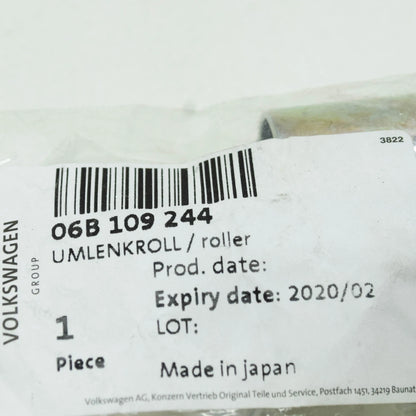 3822
VOLKSWAGEN
GROUP
06B 109 244
UMLENKROLL / roller
Prod. date:
Expiry date: 2020/02
1 LOT:
Piece Made in japan
Volkswagen AG, Konzern Vertrieb Original Teile und Service, Postfach 1451, 34219 Baunat